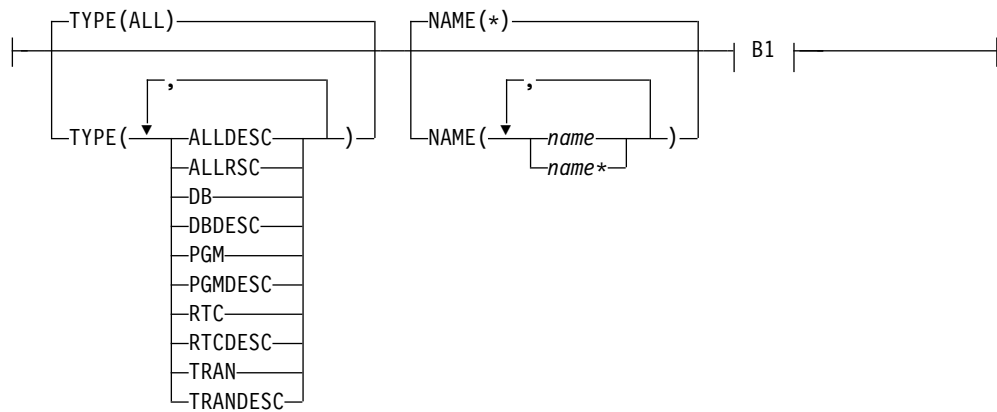 TYPE(ALL) NAME(*)
B1
, ,
TYPE( ALLDESC ) NAME( name )
ALLRSC name*
DB
DBDESC
PGM
PGMDESC
RTC
RTCDESC
TRAN
TRANDESC